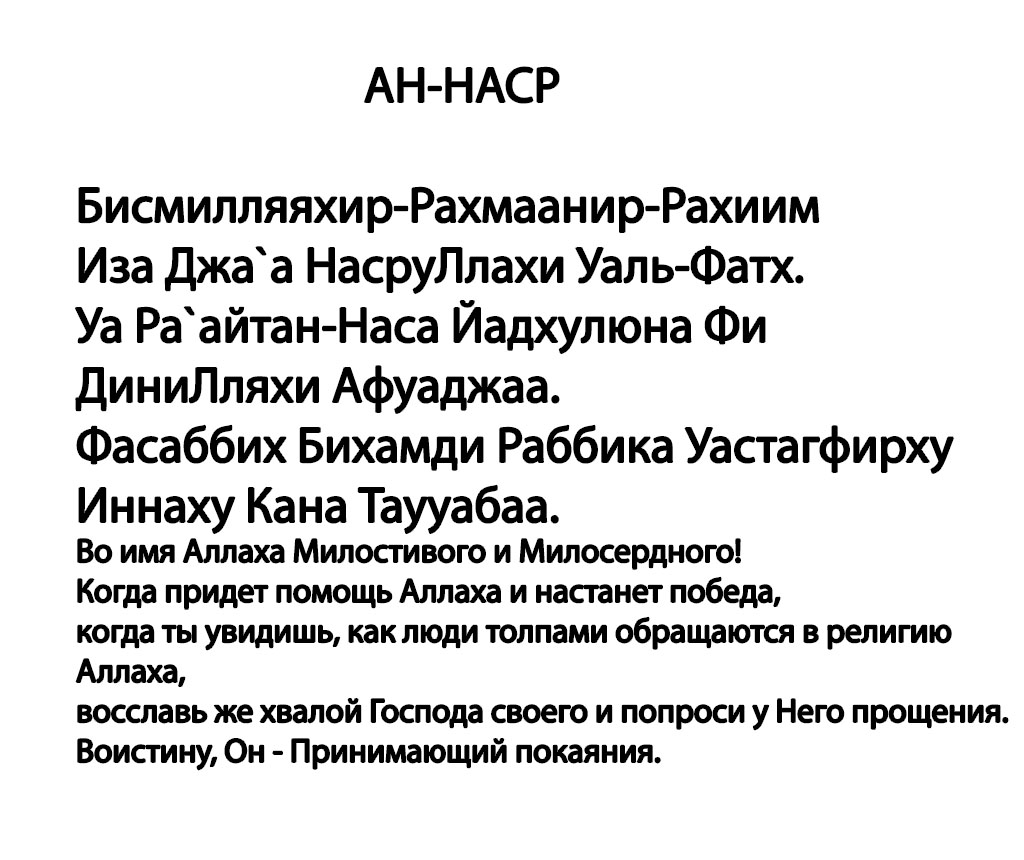 АН-НАСР
Бисмилляяхир-Рахмаанир-Рахиим
Иза Джа`а НасруЛлахи Уаль-Фатх.
Уа Ра`айтан-Наса Йадхулюна Фи
ДиниЛляхи Афуаджаа.
Фасаббих Бихамди Раббика Уастагфирху
Иннаху Кана Таууабаа.
Во имя Аллаха Милостивого и Милосердного!
Когда придет помощь Аллаха и настанет победа,
когда ты увидишь, как люди толпами обращаются в религию
Аллаха,
восславь же хвалой Господа своего и попроси у Него прощения.
Воистину, Он - Принимающий покаяния.